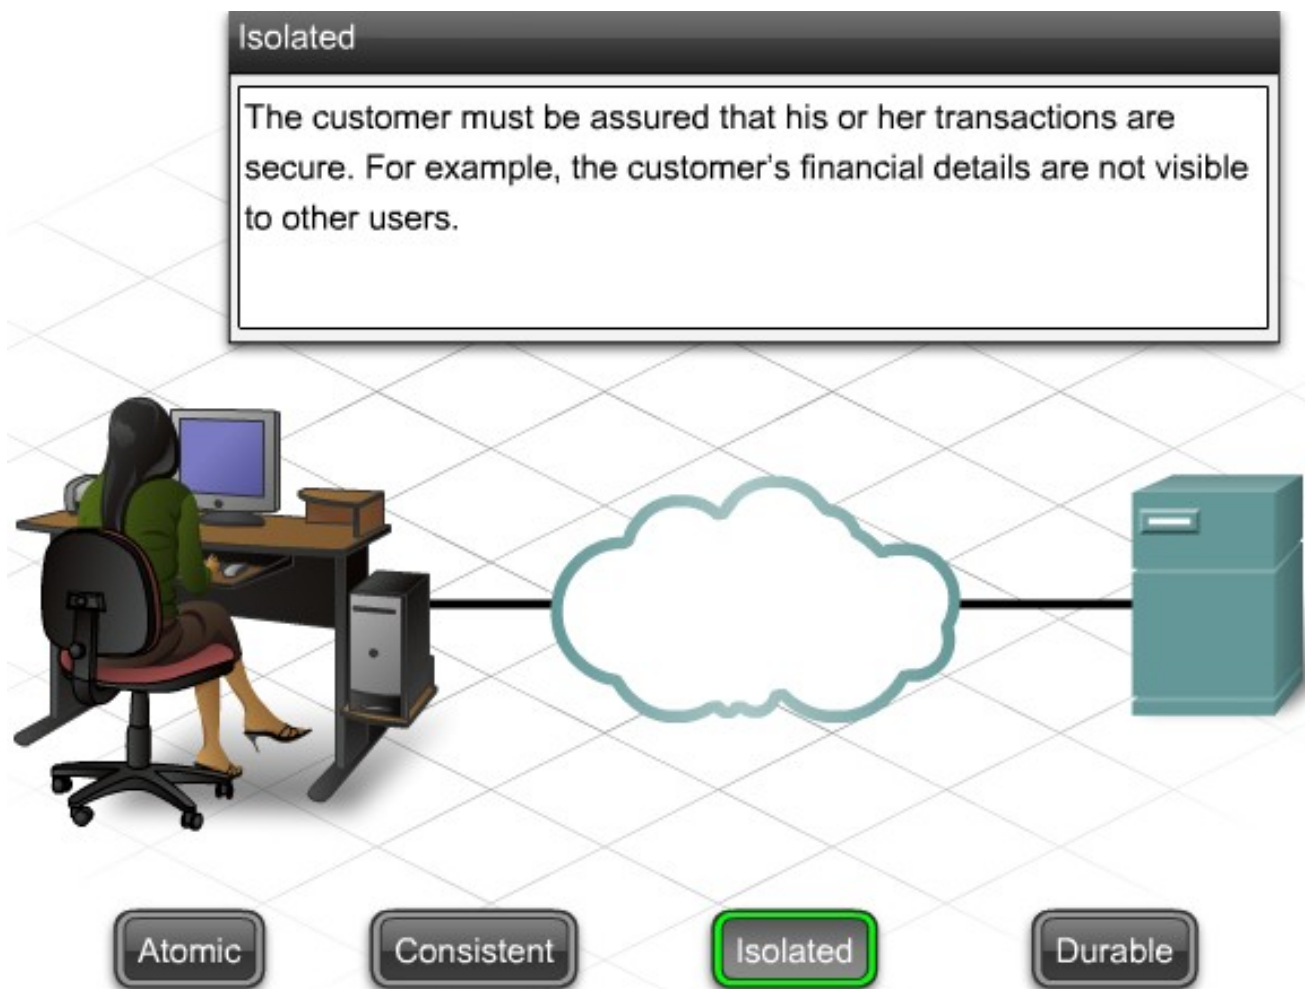 Isolated
The customer must be assured that his or her transactions are
secure. For example, the customer’s financial details are not visible
to other users.
Atomic
Consistent
Isolated
Durable